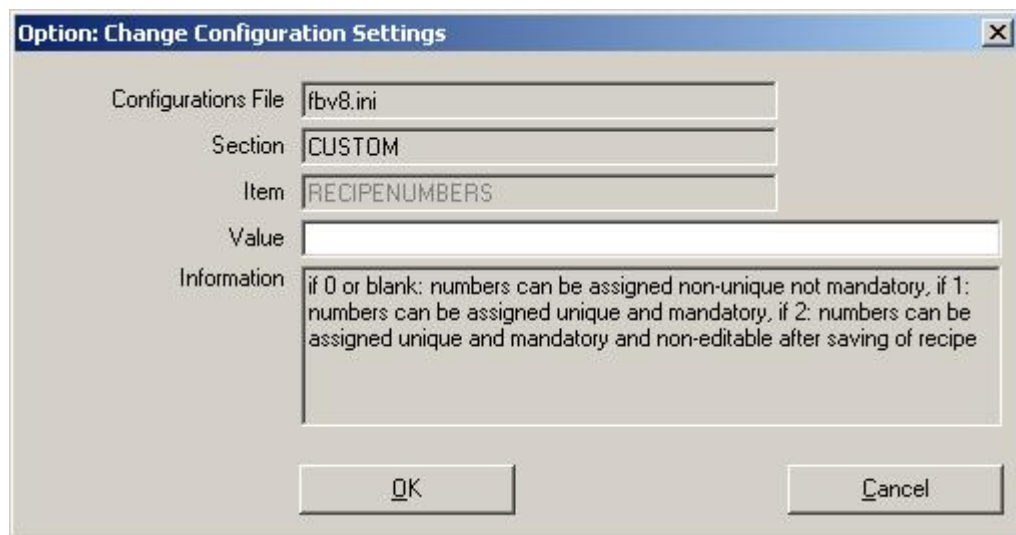 Option: Change Configuration Settings
Configurations File fbv8.ini
Section CUSTOM
Item RECIPENUMBERS
Value
Information if 0 or blank: numbers can be assigned non-unique not mandatory, if 1:
numbers can be assigned unique and mandatory, if 2: numbers can be
assigned unique and mandatory and non-editable after saving of recipe
OK Cancel